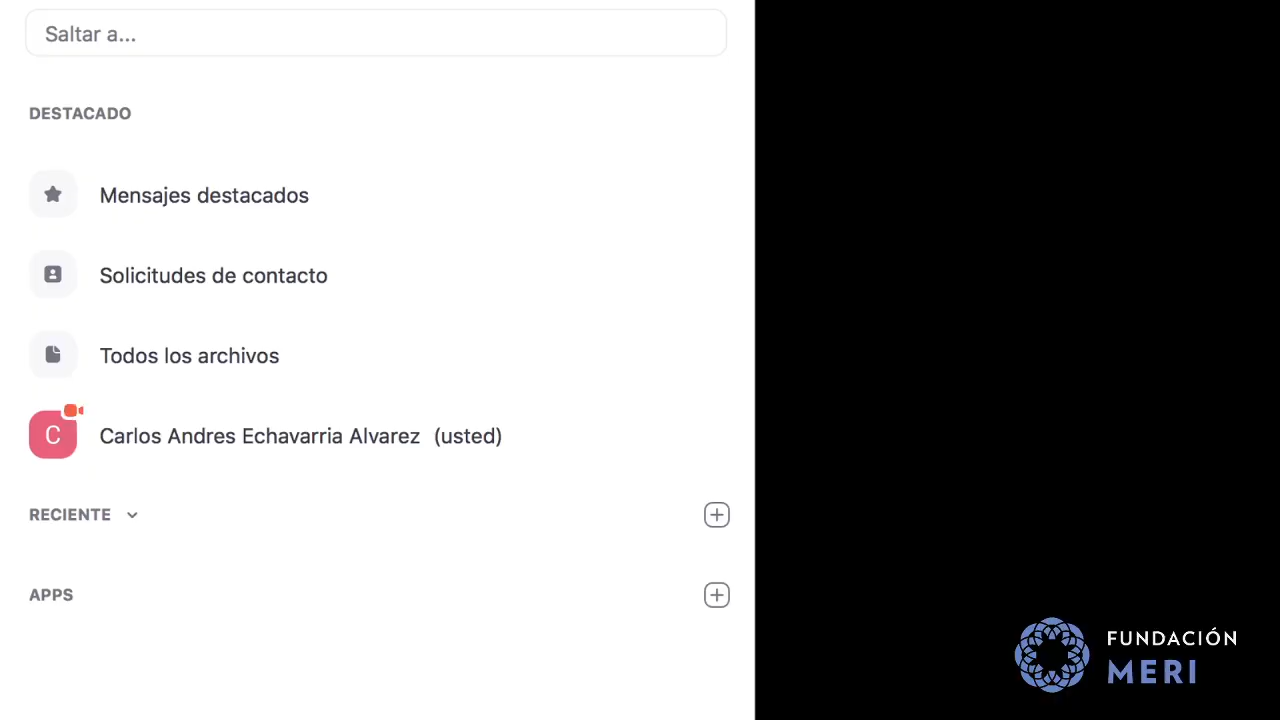 Saltar a...
DESTACADO
Mensajes destacados
Solicitudes de contacto
Todos los archivos
C
Carlos Andres Echavarria Alvarez (usted)
RECIENTE
APPS
FUNDACIÓN
MERI